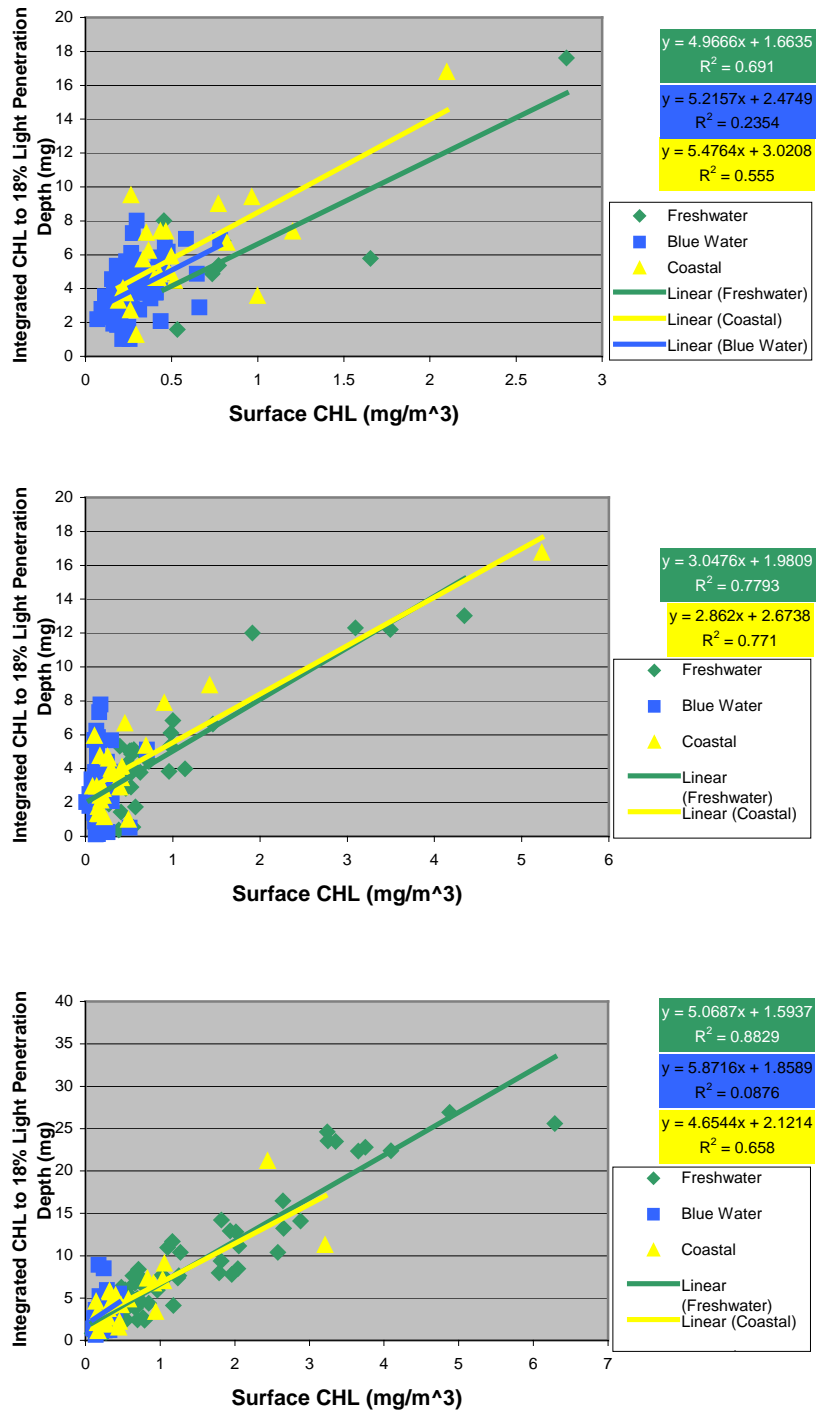 Integrated CHL to 18% Light Penetration
Depth (mg)
20
18
16
14
12
10
8
6
4
2
0
0
0.5
1
1.5
2
2.5
3
Surface CHL (mg/m^3)
y = 4.9666x + 1.6635
R² = 0.691
y = 5.2157x + 2.4749
R² = 0.2354
y = 5.4764x + 3.0208
R² = 0.555
Freshwater
Blue Water
Coastal
Linear (Freshwater)
Linear (Coastal)
Linear (Blue Water)
Integrated CHL to 18% Light Penetration
Depth (mg)
20
18
16
14
12
10
8
6
4
2
0
0
1
2
3
4
5
6
Surface CHL (mg/m^3)
y = 3.0476x + 1.9809
R² = 0.7793
y = 2.862x + 2.6738
R² = 0.771
Freshwater
Blue Water
Coastal
Linear
(Freshwater)
Linear (Coastal)
Integrated CHL to 18% Light Penetration
Depth (mg)
40
35
30
25
20
15
10
5
0
0
1
2
3
4
5
6
7
Surface CHL (mg/m^3)
y = 5.0687x + 1.5937
R² = 0.8829
y = 5.8716x + 1.8589
R² = 0.0876
y = 4.6544x + 2.1214
R² = 0.658
Freshwater
Blue Water
Coastal
Linear
(Freshwater)
Linear (Coastal)